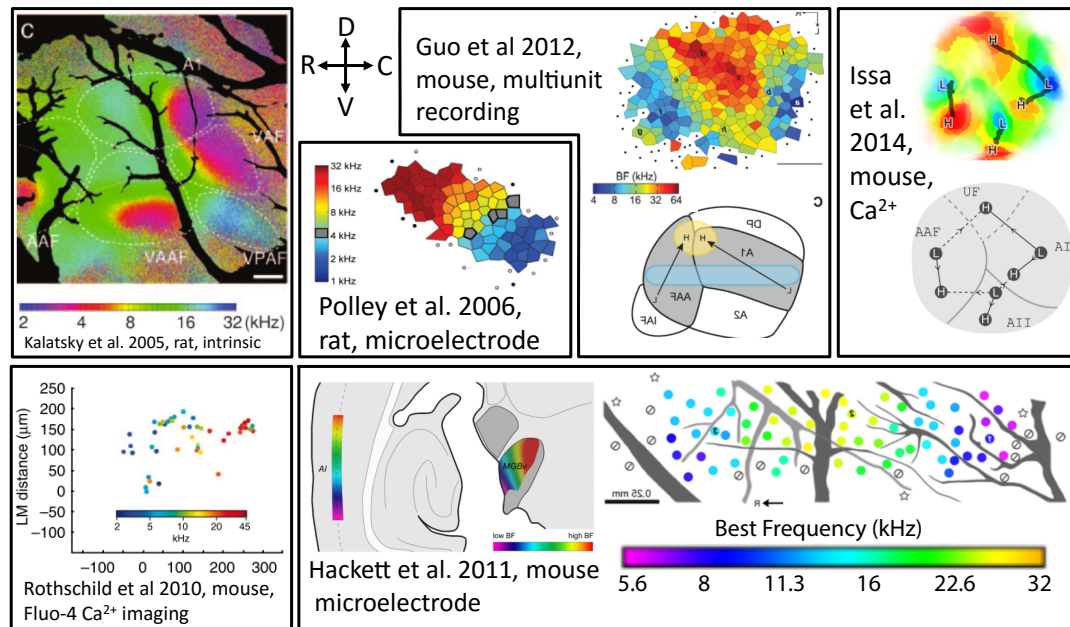 C
A1
VAF
AAF
VAAF
VPAF
2 4 8 16 32 (kHz)
Kalatsky et al. 2005, rat, intrinsic
D
R C
V
Guo et al 2012,
mouse, multiunit
recording
32 kHz
16 kHz
8 kHz
4 kHz
2 kHz
1 kHz
Polley et al. 2006,
rat, microelectrode
R
BF (kHz)
4 8 16 32 64
C
DP
H H
A1
L L
AAF
IAF A2
Issa
et al.
2014,
mouse,
Ca2+
H
L L
H
H
L
H
UF
H
AAF
AI
L L
H
H L
H
AII
LM distance (µm)
250
200
150
100
50
0
−50
−100
2 5 10 20 45
kHz
0 100 200 300
Rothschild et al 2010, mouse,
Fluo-4 Ca2+ imaging
AI
MGBv
low BF high BF
Hackett et al. 2011, mouse
microelectrode
2
3
1
0.25 mm
R
Best Frequency (kHz)
5.6 8 11.3 16 22.6 32